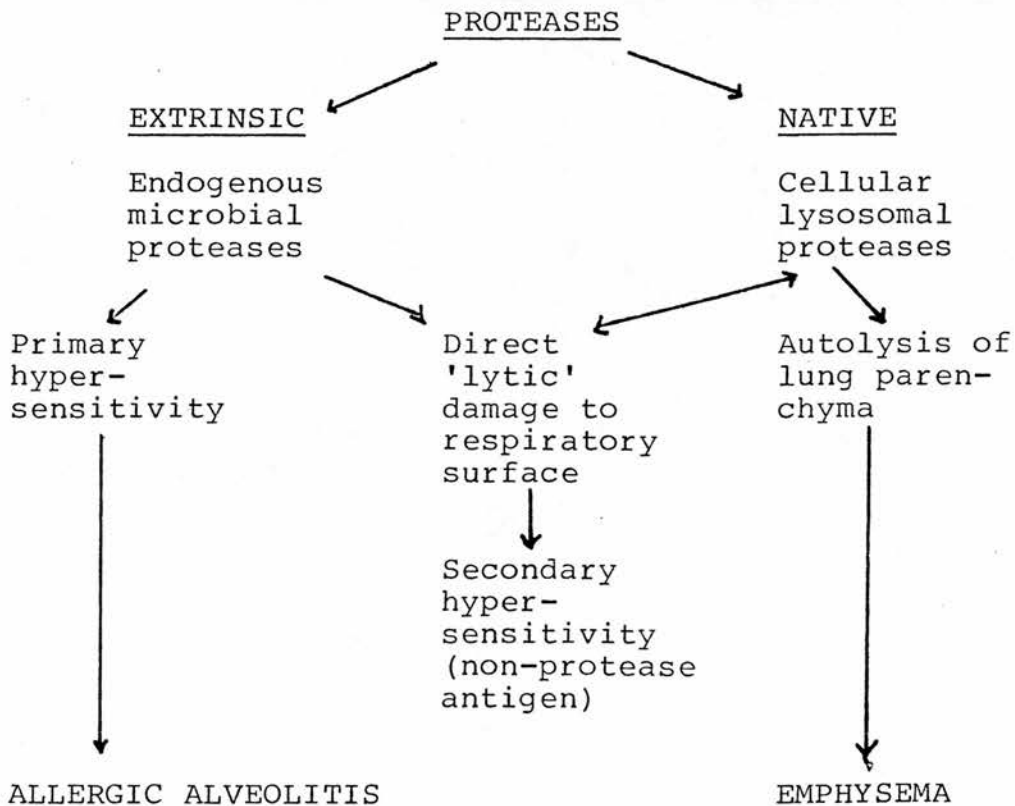 PROTEASES
EXTRINSIC
NATIVE
Endogenous
microbial
proteases
Cellular
lysosomal
proteases
Primary
hyper-
sensitivity
Direct
'lytic'
damage to
respiratory
surface
Autolysis of
lung paren-
chyma
Secondary
hyper-
sensitivity
(non-protease
antigen)
ALLERGIC ALVEOLITIS
EMPHYSEMA